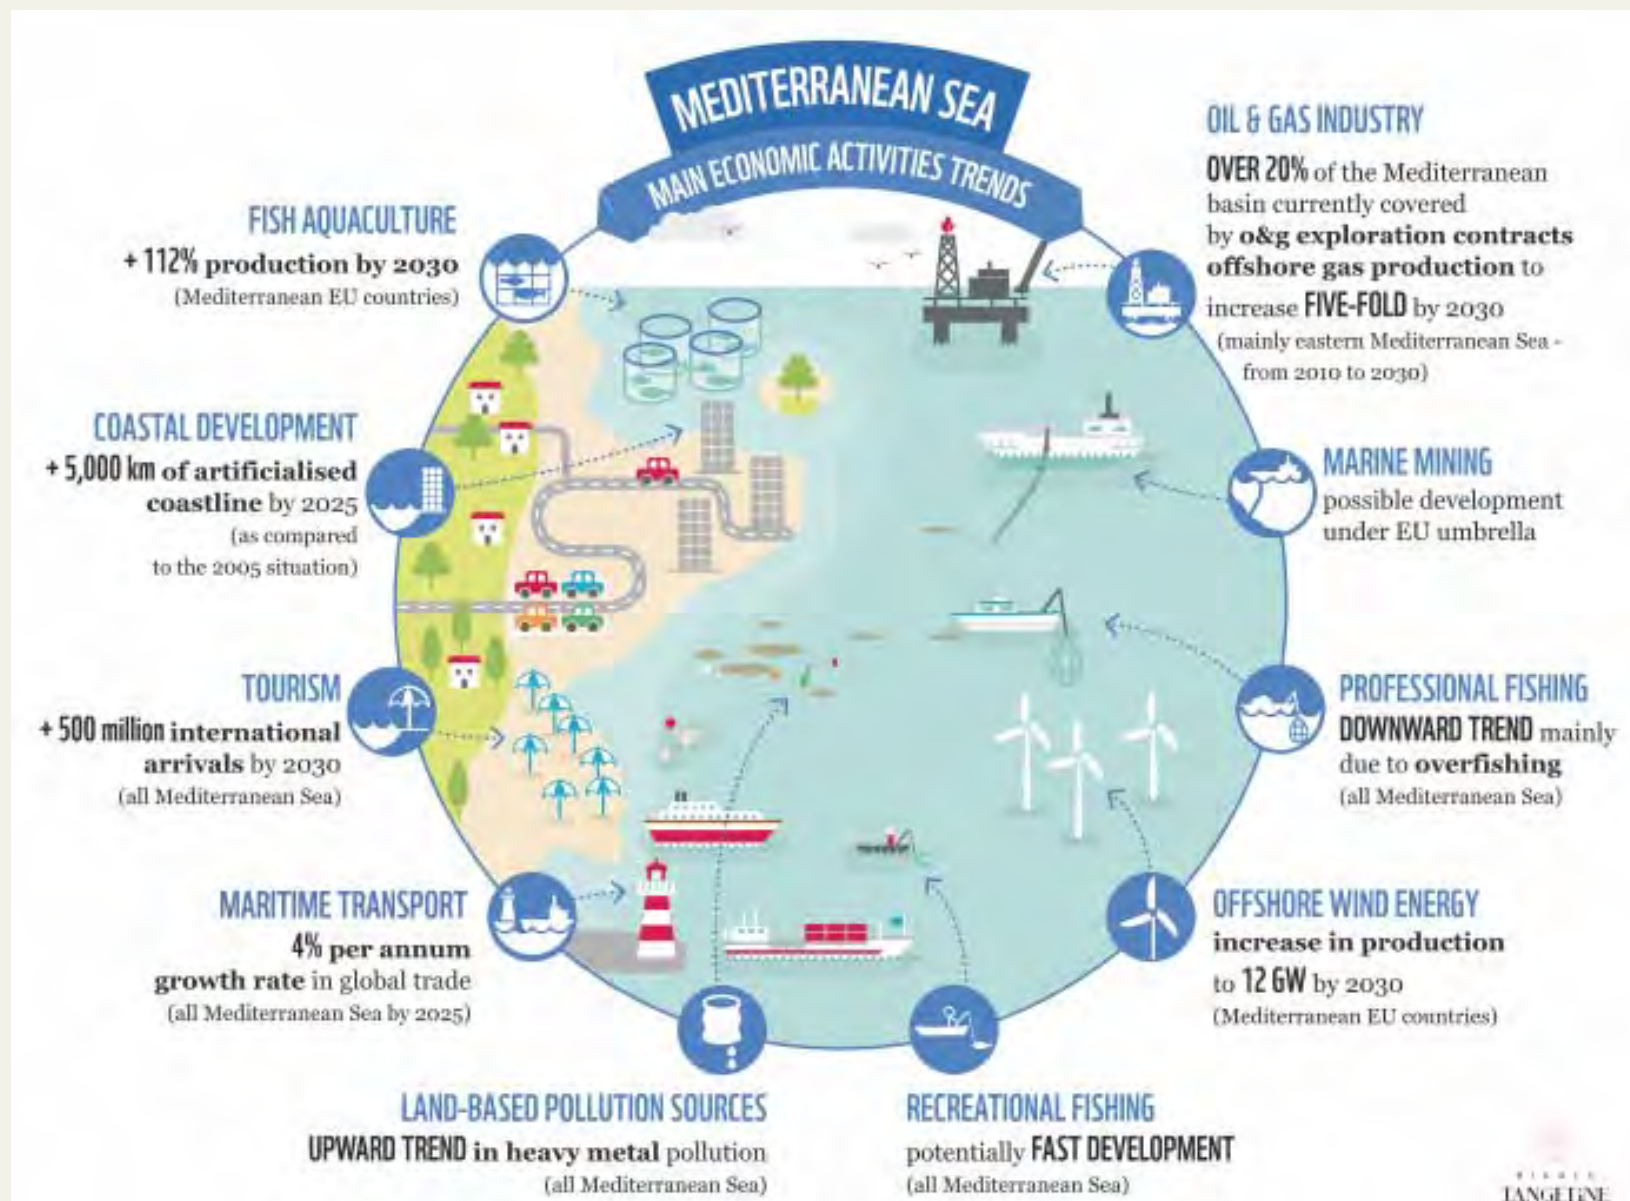 MEDITERRANEAN SEA
MAIN ECONOMIC ACTIVITIES TRENDS
FISH AQUACULTURE
+ 112% production by 2030
(Mediterranean EU countries)
COASTAL DEVELOPMENT
+ 5,000 km of artificialised
coastline by 2025
(as compared
to the 2005 situation)
TOURISM
+ 500 million international
arrivals by 2030
(all Mediterranean Sea)
MARITIME TRANSPORT
4% per annum
growth rate in global trade
(all Mediterranean Sea by 2025)
LAND-BASED POLLUTION SOURCES
UPWARD TREND in heavy metal pollution
(all Mediterranean Sea)
RECREATIONAL FISHING
potentially FAST DEVELOPMENT
(all Mediterranean Sea)
OIL & GAS INDUSTRY
OVER 20% of the Mediterranean
basin currently covered
by o&g exploration contracts
offshore gas production to
increase FIVE-FOLD by 2030
(mainly eastern Mediterranean Sea -
from 2010 to 2030)
MARINE MINING
possible development
under EU umbrella
PROFESSIONAL FISHING
DOWNWARD TREND mainly
due to overfishing
(all Mediterranean Sea)
OFFSHORE WIND ENERGY
increase in production
to 12 GW by 2030
(Mediterranean EU countries)